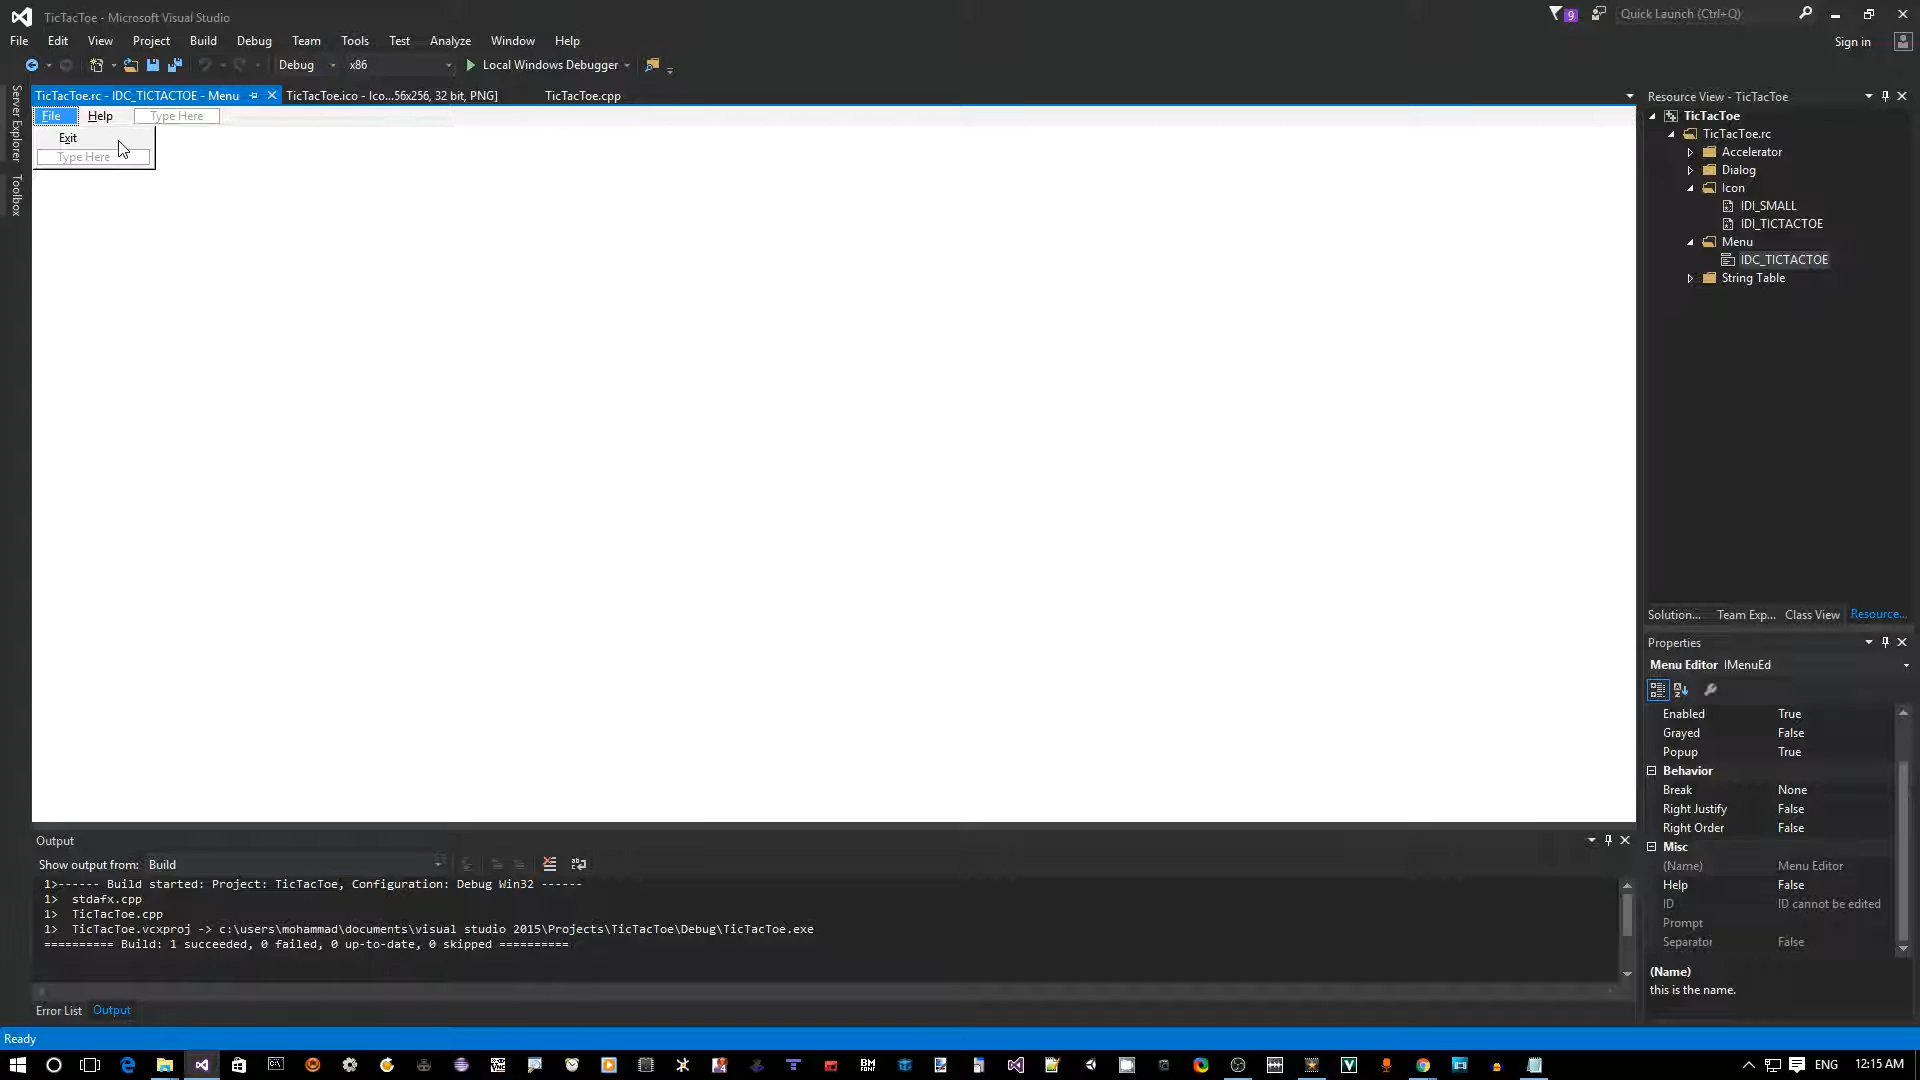 TicTacToe - Microsoft Visual Studio
9
Quick Launch (Ctrl+Q)
File Edit View Project Build Debug Team Tools Test Analyze Window Help
Sign in
Debug x86 Local Windows Debugger
TicTacToe.rc - IDC_TICTACTOE - Menu
TicTacToe.ico - Ico...56x256, 32 bit, PNG]
TicTacToe.cpp
Server Explorer
Toolbox
File Help Type Here
Exit
Type Here
Resource View - TicTacToe
TicTacToe
TicTacToe.rc
Accelerator
Dialog
Icon
IDI_SMALL
IDI_TICTACTOE
Menu
IDC_TICTACTOE
String Table
Solution... Team Exp... Class View Resource...
Properties
Menu Editor IMenuEd
Enabled True
Grayed False
Popup True
Behavior
Break None
Right Justify False
Right Order False
Misc
(Name) Menu Editor
Help False
ID ID cannot be edited
Prompt
Separator False
(Name)
this is the name.
Output
Show output from: Build
1>------ Build started: Project: TicTacToe, Configuration: Debug Win32 ------
1> stdafx.cpp
1> TicTacToe.cpp
1> TicTacToe.vcxproj -> c:\users\mohammad\documents\visual studio 2015\Projects\TicTacToe\Debug\TicTacToe.exe
========== Build: 1 succeeded, 0 failed, 0 up-to-date, 0 skipped ==========
Error List Output
Ready
ENG 12:15 AM